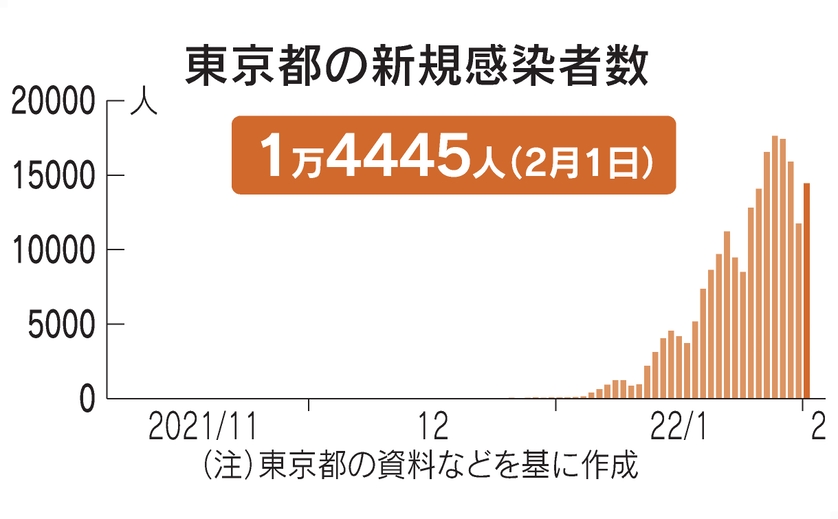 東京都の新規感染者数
20000 人
1万4445人(2月1日)
15000
10000
5000
0
2021/11 12 22/1 2
(注)東京都の資料などを基に作成